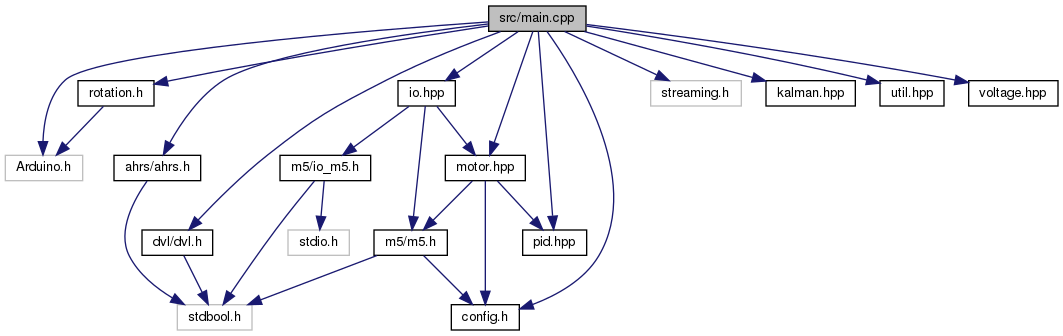 src/main.cpp
rotation.h
io.hpp
streaming.h
kalman.hpp
util.hpp
voltage.hpp
Arduino.h
ahrs/ahrs.h
m5/io_m5.h
motor.hpp
dvl/dvl.h
stdio.h
m5/m5.h
pid.hpp
stdbool.h
config.h